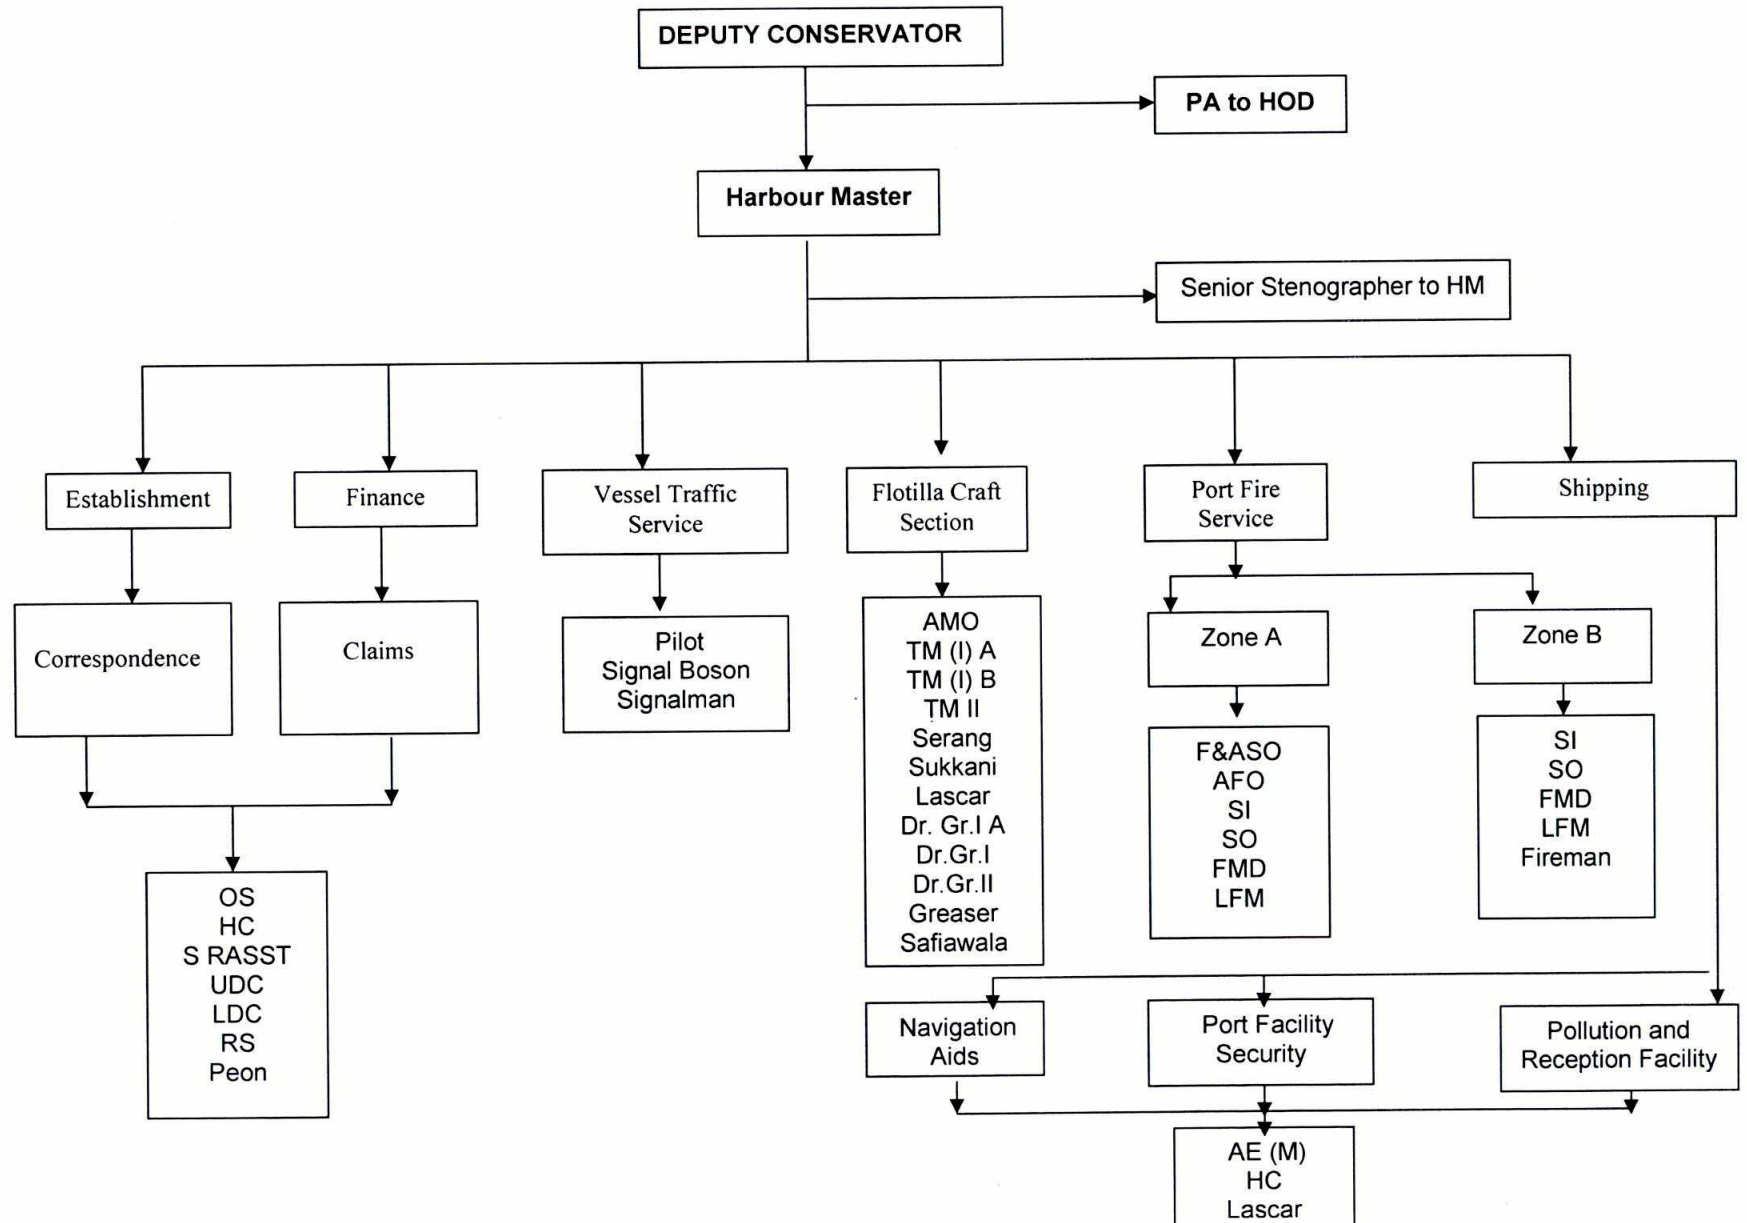 DEPUTY CONSERVATOR
PA to HOD
Harbour Master
Senior Stenographer to HM
Establishment
Finance
Vessel Traffic
Service
Flotilla Craft
Section
Port Fire
Service
Shipping
Correspondence
Claims
Pilot
Signal Boson
Signalman
AMO
TM (I) A
TM (I) B
TM II
Serang
Sukkani
Lascar
Dr. Gr.I A
Dr.Gr.I
Dr.Gr.II
Greaser
Safiawala
Zone A
Zone B
F&ASO
AFO
SI
SO
FMD
LFM
SI
SO
FMD
LFM
Fireman
OS
HC
S RASST
UDC
LDC
RS
Peon
Navigation
Aids
Port Facility
Security
Pollution and
Reception Facility
AE (M)
HC
Lascar